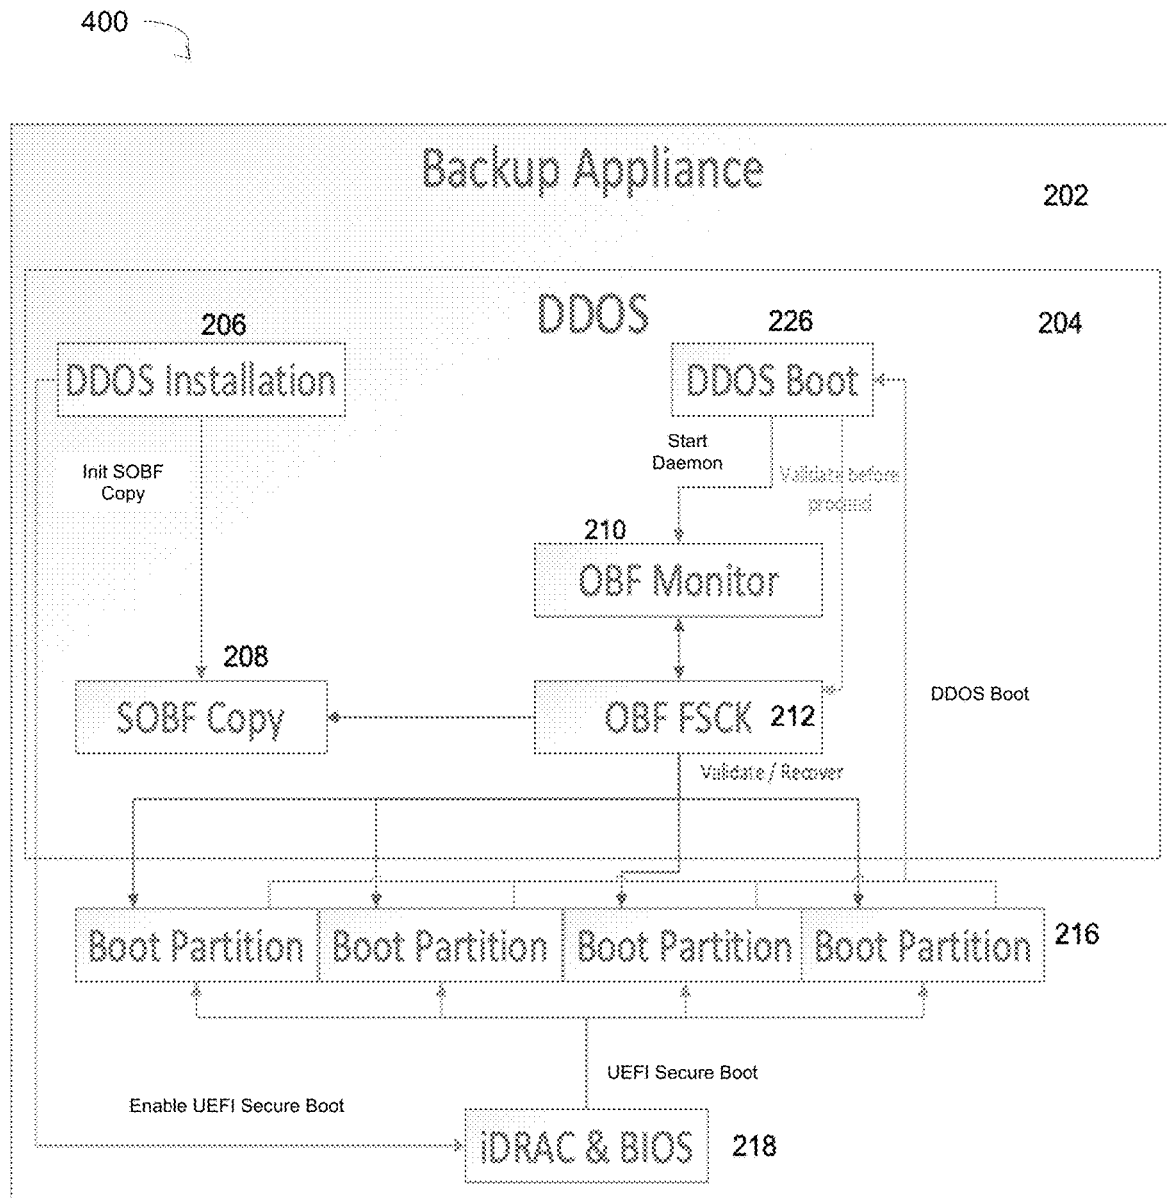 400
Backup Appliance
202
DDOS
204
206
DDOS Installation
226
DDOS Boot
Init SOBF
Copy
Start
Daemon
Validate before
proceed
210
OBF Monitor
208
SOBF Copy
OBF FSCK 212
DDOS Boot
Validate / Recover
Boot Partition
Boot Partition
Boot Partition
Boot Partition
216
UEFI Secure Boot
Enable UEFI Secure Boot
iDRAC & BIOS
218